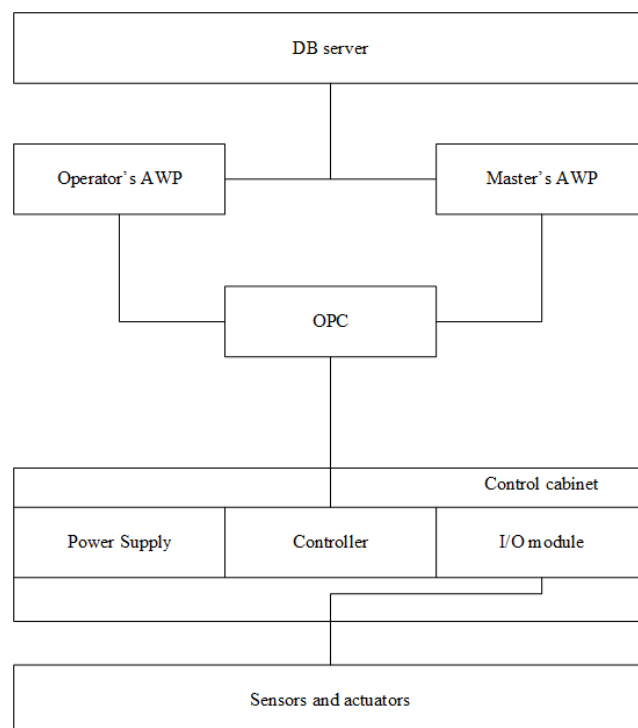 DB server
Operator's AWP
Master's AWP
OPC
Control cabinet
Power Supply
Controller
I/O module
Sensors and actuators